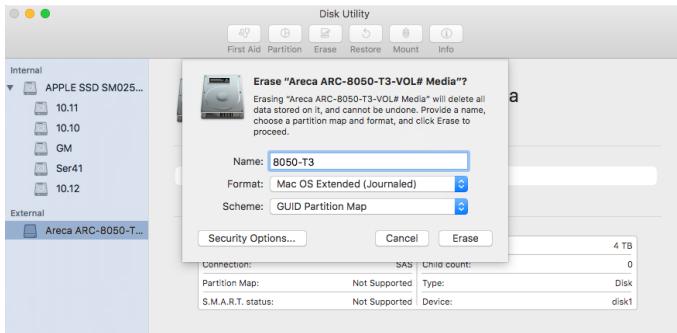 Disk Utility
First Aid Partition Erase Restore Mount Info
Internal
APPLE SSD SM025...
10.11
10.10
GM
Ser41
10.12
External
Areca ARC-8050-T...
Erase “Areca ARC-8050-T3-VOL# Media”?
Erasing “Areca ARC-8050-T3-VOL# Media” will delete all
data stored on it, and cannot be undone. Provide a name,
choose a partition map and format, and click Erase to
proceed.
Name: 8050-T3
Format: Mac OS Extended (Journaled)
Scheme: GUID Partition Map
Security Options... Cancel Erase
a
4 TB
Connection: SAS Child count: 0
Partition Map: Not Supported Type: Disk
S.M.A.R.T. status: Not Supported Device: disk1